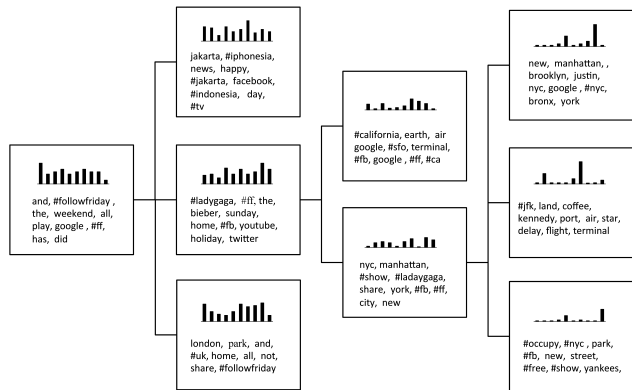 jakarta, #iphonesia,
news, happy,
#jakarta, facebook,
#indonesia, day,
#tv
new, manhattan, ,
brooklyn, justin,
nyc, google , #nyc,
bronx, york
#california, earth, air
google, #sfo, terminal,
#fb, google , #ff, #ca
and, #followfriday ,
the, weekend, all,
play, google , #ff,
has, did
#ladygaga, #ff, the,
bieber, sunday,
home, #fb, youtube,
holiday, twitter
#jfk, land, coffee,
kennedy, port, air, star,
delay, flight, terminal
nyc, manhattan,
#show, #ladaygaga,
share, york, #fb, #ff,
city, new
london, park, and,
#uk, home, all, not,
share, #followfriday
#occupy, #nyc , park,
#fb, new, street,
#free, #show, yankees,